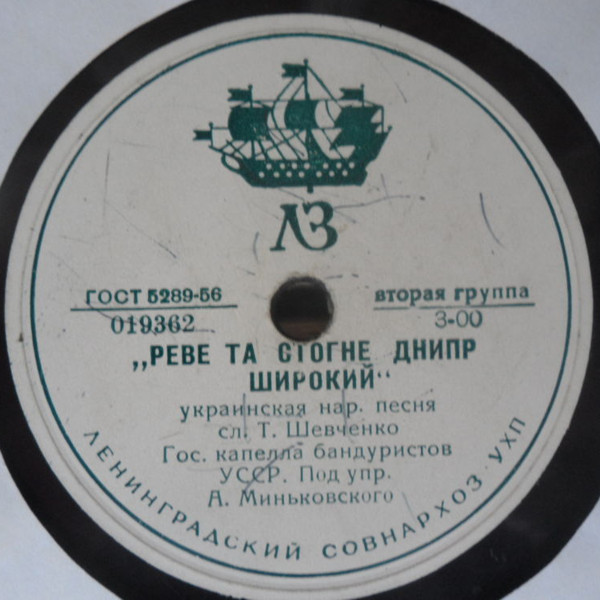 ЛЗ
ГОСТ 5289-56
вторая группа
019362
3-00
„РЕВЕ ТА СТОГНЕ ДНИПР
ШИРОКИЙ“
украинская нар. песня
сл. Т. Шевченко
Гос. капелла бандуристов
УССР. Под упр.
А. Миньковского
ЛЕНИНГРАДСКИЙ СОВНАРХОЗ·УХП